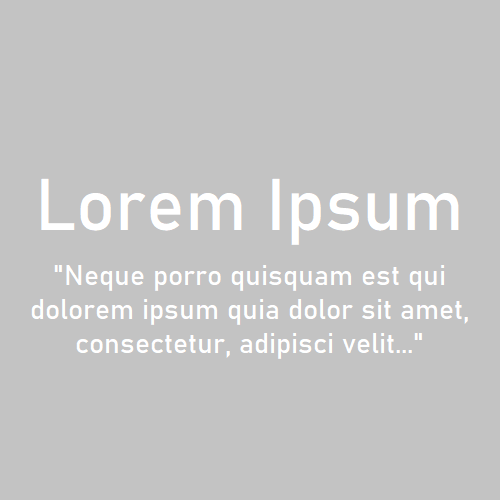 Lorem Ipsum
"Neque porro quisquam est qui
dolorem ipsum quia dolor sit amet,
consectetur, adipisci velit..."